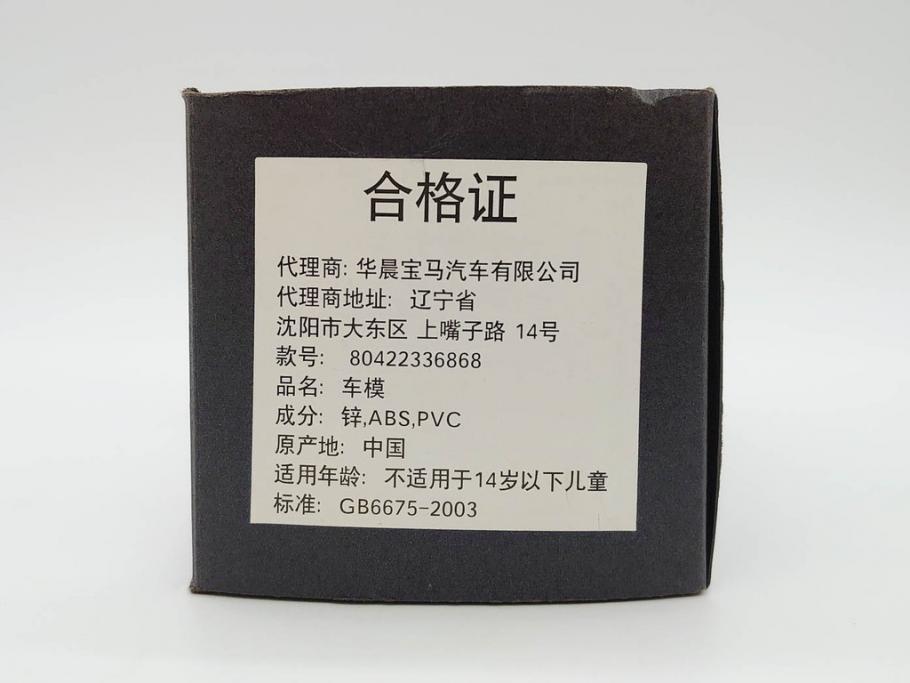 合格证
代理商: 华晨宝马汽车有限公司
代理商地址: 辽宁省
沈阳市大东区 上嘴子路 14号
款号: 80422336868
品名: 车模
成分: 锌,ABS,PVC
原产地: 中国
适用年龄: 不适用于14岁以下儿童
标准: GB6675-2003